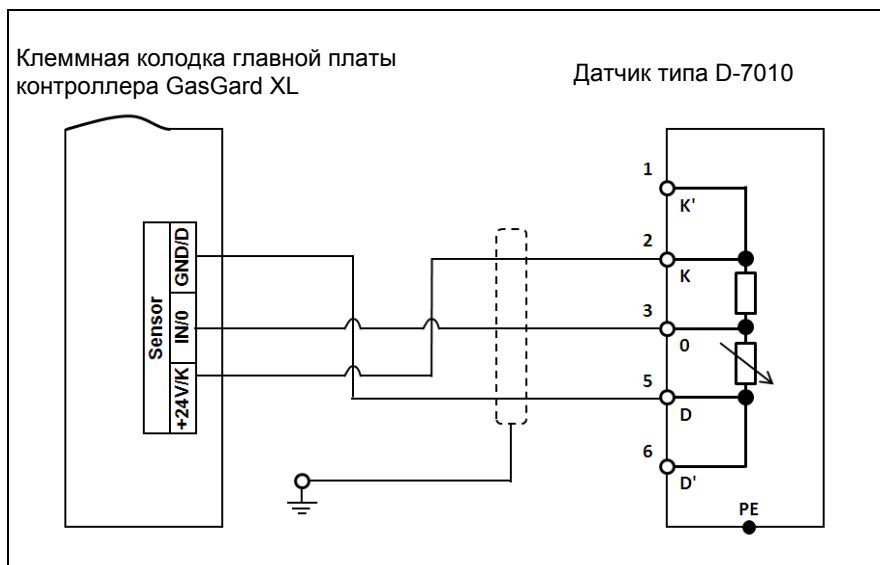 Клеммная колодка главной платы
контроллера GasGard XL
Датчик типа D-7010
Sensor
GND/D
IN/0
+24V/K
1
K'
2
K
3
0
5
D
6
D'
PE